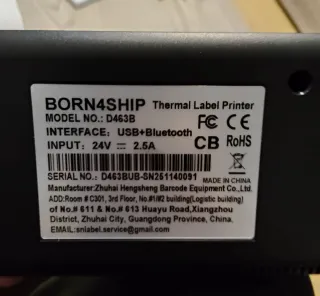 BORN4SHIP Thermal Label Printer
MODEL NO.: D463B
FC CE
INTERFACE: USB+Bluetooth
INPUT: 24V ⎓ 2.5A
CB RoHS
SERIAL NO.: D463BUB-SN251140091
MADE IN CHINA
Manufacturer:Zhuhai Hengsheng Barcode Equipment Co.,Ltd.
ADD:Room # C301, 3rd Floor, No.#1/#2 building(Logistic building)
of No.# 611 & No.# 613 Huayu Road,Xiangzhou
District, Zhuhai City, Guangdong Province, China.
E-mail:snlabel.service@gmail.com